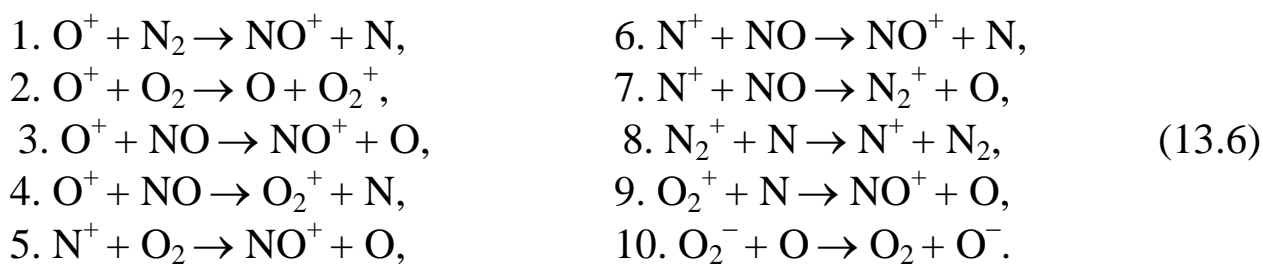 1. O⁺ + N₂ → NO⁺ + N,
2. O⁺ + O₂ → O + O₂⁺,
3. O⁺ + NO → NO⁺ + O,
4. O⁺ + NO → O₂⁺ + N,
5. N⁺ + O₂ → NO⁺ + O,
6. N⁺ + NO → NO⁺ + N,
7. N⁺ + NO → N₂⁺ + O,
8. N₂⁺ + N → N⁺ + N₂,
9. O₂⁺ + N → NO⁺ + O,
10. O₂⁻ + O → O₂ + O⁻.
(13.6)